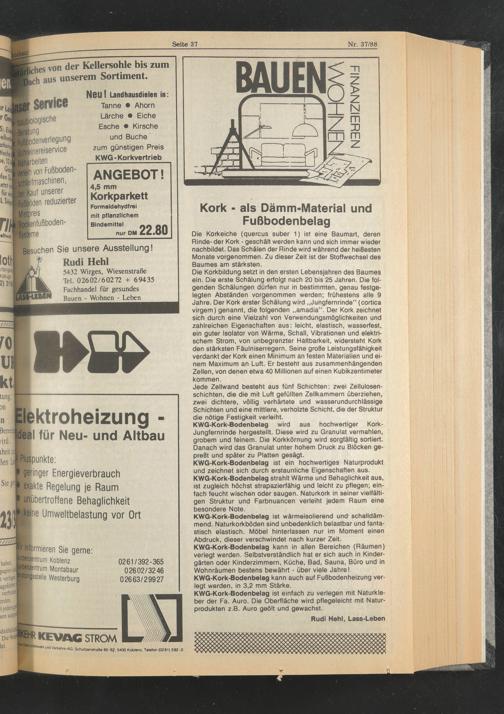 Seite 37
Nr. 37/88
türliches von der Kellersohle bis zum
Dach aus unserem Sortiment.
nser Service
baubiologische
Beratung
Fußbodenverlegung
Neu! Landhausdielen in:
Tanne ● Ahorn
Lärche ● Eiche
Esche ● Kirsche
und Buche
zum günstigen Preis
KWG-Korkvertrieb
ANGEBOT!
4,5 mm
Korkparkett
Formaldehydfrei
mit pflanzlichem
Bindemittel
nur DM 22.80
Besuchen Sie unsere Ausstellung!
Rudi Hehl
5432 Wirges, Wiesenstraße
Tel. 02602/60272 + 69435
Fachhandel für gesundes
Bauen - Wohnen - Leben
LASS-LEBEN
Elektroheizung -
ideal für Neu- und Altbau
Pluspunkte:
geringer Energieverbrauch
exakte Regelung je Raum
unübertroffene Behaglichkeit
keine Umweltbelastung vor Ort
informieren Sie gerne:
Koblenz 0261/392-365
Montabaur 02602/3246
Westerburg 02663/29927
KEVAG STROM
BAUEN
WOHNEN
FINANZIEREN
Kork - als Dämm-Material und
Fußbodenbelag
Die Korkeiche (quercus suber 1) ist eine Baumart, deren
Rinde- der Kork - geschält werden kann und sich immer wieder
nachbildet. Das Schälen der Rinde wird während der heißesten
Monate vorgenommen. Zu dieser Zeit ist der Stoffwechsel des
Baumes am stärksten.
Die Korkbildung setzt in den ersten Lebensjahren des Baumes
ein. Die erste Schälung erfolgt nach 20 bis 25 Jahren. Die fol-
genden Schälungen dürfen nur in bestimmten, genau festge-
legten Abständen vorgenommen werden; frühestens alle 9
Jahre. Der Kork erster Schälung wird „Jungfernrinde" (cortica
virgem) genannt, die folgenden „amadia". Der Kork zeichnet
sich durch eine Vielzahl von Verwendungsmöglichkeiten und
zahlreichen Eigenschaften aus: leicht, elastisch, wasserfest,
ein guter Isolator von Wärme, Schall, Vibrationen und elektri-
schem Strom, von unbegrenzter Haltbarkeit, widersteht Kork
den stärksten Fäulniserregern. Seine große Leistungsfähigkeit
verdankt der Kork einem Minimum an festen Materialien und ei-
nem Maximum an Luft. Er besteht aus zusammenhängenden
Zellen, von denen etwa 40 Millionen auf einen Kubikzentimeter
kommen.
Jede Zellwand besteht aus fünf Schichten: zwei Zellulosen-
schichten, die die mit Luft gefüllten Zellkammern überziehen,
zwei dichtere, völlig verhärtete und wasserundurchlässige
Schichten und eine mittlere, verholzte Schicht, die der Struktur
die nötige Festigkeit verleiht.
KWG-Kork-Bodenbelag wird aus hochwertiger Kork-
Jungfernrinde hergestellt. Diese wird zu Granulat vermahlen,
grobem und feinem. Die Korkkörnung wird sorgfältig sortiert.
Danach wird das Granulat unter hohem Druck zu Blöcken ge-
preßt und später zu Platten gesägt.
KWG-Kork-Bodenbelag ist ein hochwertiges Naturprodukt
und zeichnet sich durch erstaunliche Eigenschaften aus.
KWG-Kork-Bodenbelag strahlt Wärme und Behaglichkeit aus,
ist zugleich höchst strapazierfähig und leicht zu pflegen; ein-
fach feucht wischen oder saugen. Naturkork in seiner vielfälti-
gen Struktur und Farbnuancen verleiht jedem Raum eine
besondere Note.
KWG-Kork-Bodenbelag ist wärmeisolierend und schalldäm-
mend. Naturkorkböden sind unbedenklich belastbar und fanta-
stisch elastisch. Möbel hinterlassen nur im Moment einen
Abdruck, dieser verschwindet nach kurzer Zeit.
KWG-Kork-Bodenbelag kann in allen Bereichen (Räumen)
verlegt werden. Selbstverständlich hat er sich auch in Kinder-
gärten oder Kinderzimmern, Küche, Bad, Sauna, Büro und in
Wohnräumen bestens bewährt - über viele Jahre!
KWG-Kork-Bodenbelag kann auch auf Fußbodenheizung ver-
legt werden, in 3,2 mm Stärke.
KWG-Kork-Bodenbelag ist einfach zu verlegen mit Naturkle-
ber der Fa. Auro. Die Oberfläche wird pflegeleicht mit Natur-
produkten z.B. Auro geölt und gewachst.
Rudi Hehl, Lass-Leben